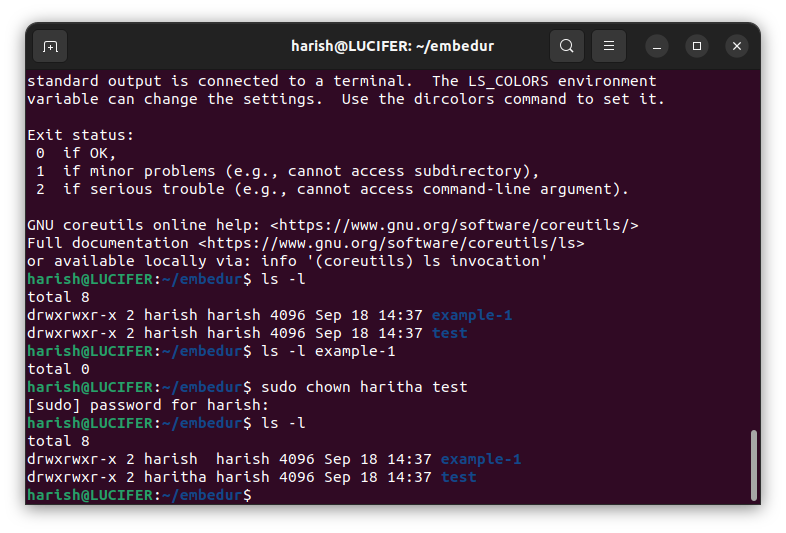 harish@LUCIFER: ~/embedur
standard output is connected to a terminal.  The LS_COLORS environment
variable can change the settings.  Use the dircolors command to set it.

Exit status:
 0  if OK,
 1  if minor problems (e.g., cannot access subdirectory),
 2  if serious trouble (e.g., cannot access command-line argument).

GNU coreutils online help: <https://www.gnu.org/software/coreutils/>
Full documentation <https://www.gnu.org/software/coreutils/ls>
or available locally via: info '(coreutils) ls invocation'
harish@LUCIFER:~/embedur$ ls -l
total 8
drwxrwxr-x 2 harish harish 4096 Sep 18 14:37 example-1
drwxrwxr-x 2 harish harish 4096 Sep 18 14:37 test
harish@LUCIFER:~/embedur$ ls -l example-1
total 0
harish@LUCIFER:~/embedur$ sudo chown haritha test
[sudo] password for harish:
harish@LUCIFER:~/embedur$ ls -l
total 8
drwxrwxr-x 2 harish  harish 4096 Sep 18 14:37 example-1
drwxrwxr-x 2 haritha harish 4096 Sep 18 14:37 test
harish@LUCIFER:~/embedur$